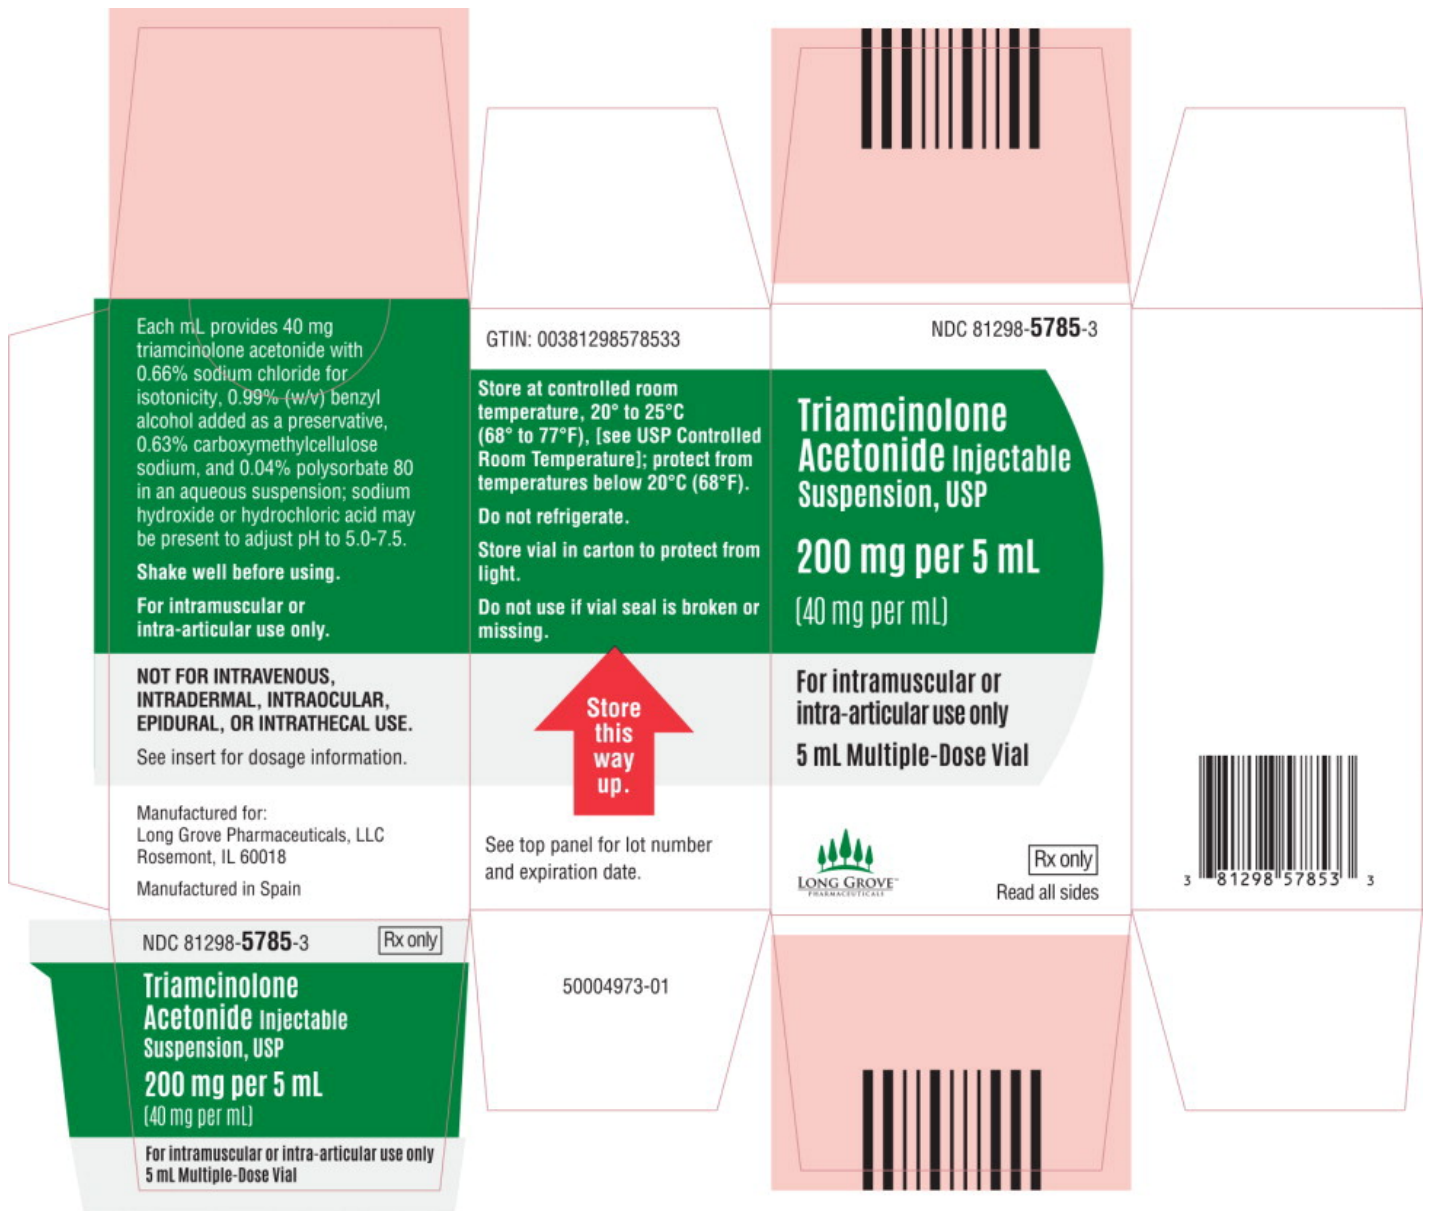 Each mL provides 40 mg
triamcinolone acetonide with
0.66% sodium chloride for
isotonicity, 0.99% (w/v) benzyl
alcohol added as a preservative,
0.63% carboxymethylcellulose
sodium, and 0.04% polysorbate 80
in an aqueous suspension; sodium
hydroxide or hydrochloric acid may
be present to adjust pH to 5.0-7.5.
Shake well before using.
For intramuscular or
intra-articular use only.
NOT FOR INTRAVENOUS,
INTRADERMAL, INTRAOCULAR,
EPIDURAL, OR INTRATHECAL USE.
See insert for dosage information.
Manufactured for:
Long Grove Pharmaceuticals, LLC
Rosemont, IL 60018
Manufactured in Spain
GTIN: 00381298578533
Store at controlled room
temperature, 20° to 25°C
(68° to 77°F), [see USP Controlled
Room Temperature]; protect from
temperatures below 20°C (68°F).
Do not refrigerate.
Store vial in carton to protect from
light.
Do not use if vial seal is broken or
missing.
Store
this
way
up.
See top panel for lot number
and expiration date.
NDC 81298-5785-3
Triamcinolone
Acetonide Injectable
Suspension, USP
200 mg per 5 mL
(40 mg per mL)
For intramuscular or
intra-articular use only
5 mL Multiple-Dose Vial
LONG GROVE™
PHARMACEUTICALS
Rx only
Read all sides
3 81298 57853 3
NDC 81298-5785-3
Rx only
Triamcinolone
Acetonide Injectable
Suspension, USP
200 mg per 5 mL
(40 mg per mL)
For intramuscular or intra-articular use only
5 mL Multiple-Dose Vial
50004973-01